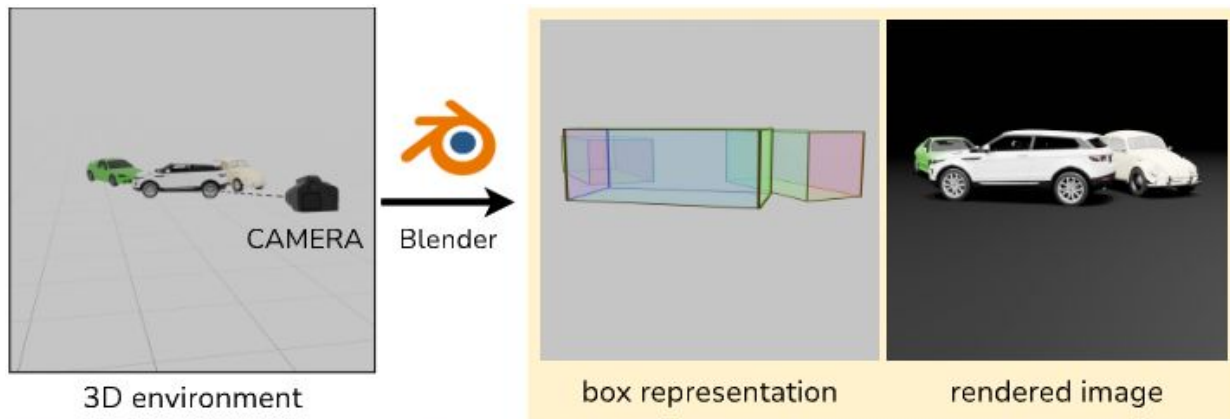 CAMERA
Blender
3D environment
box representation
rendered image